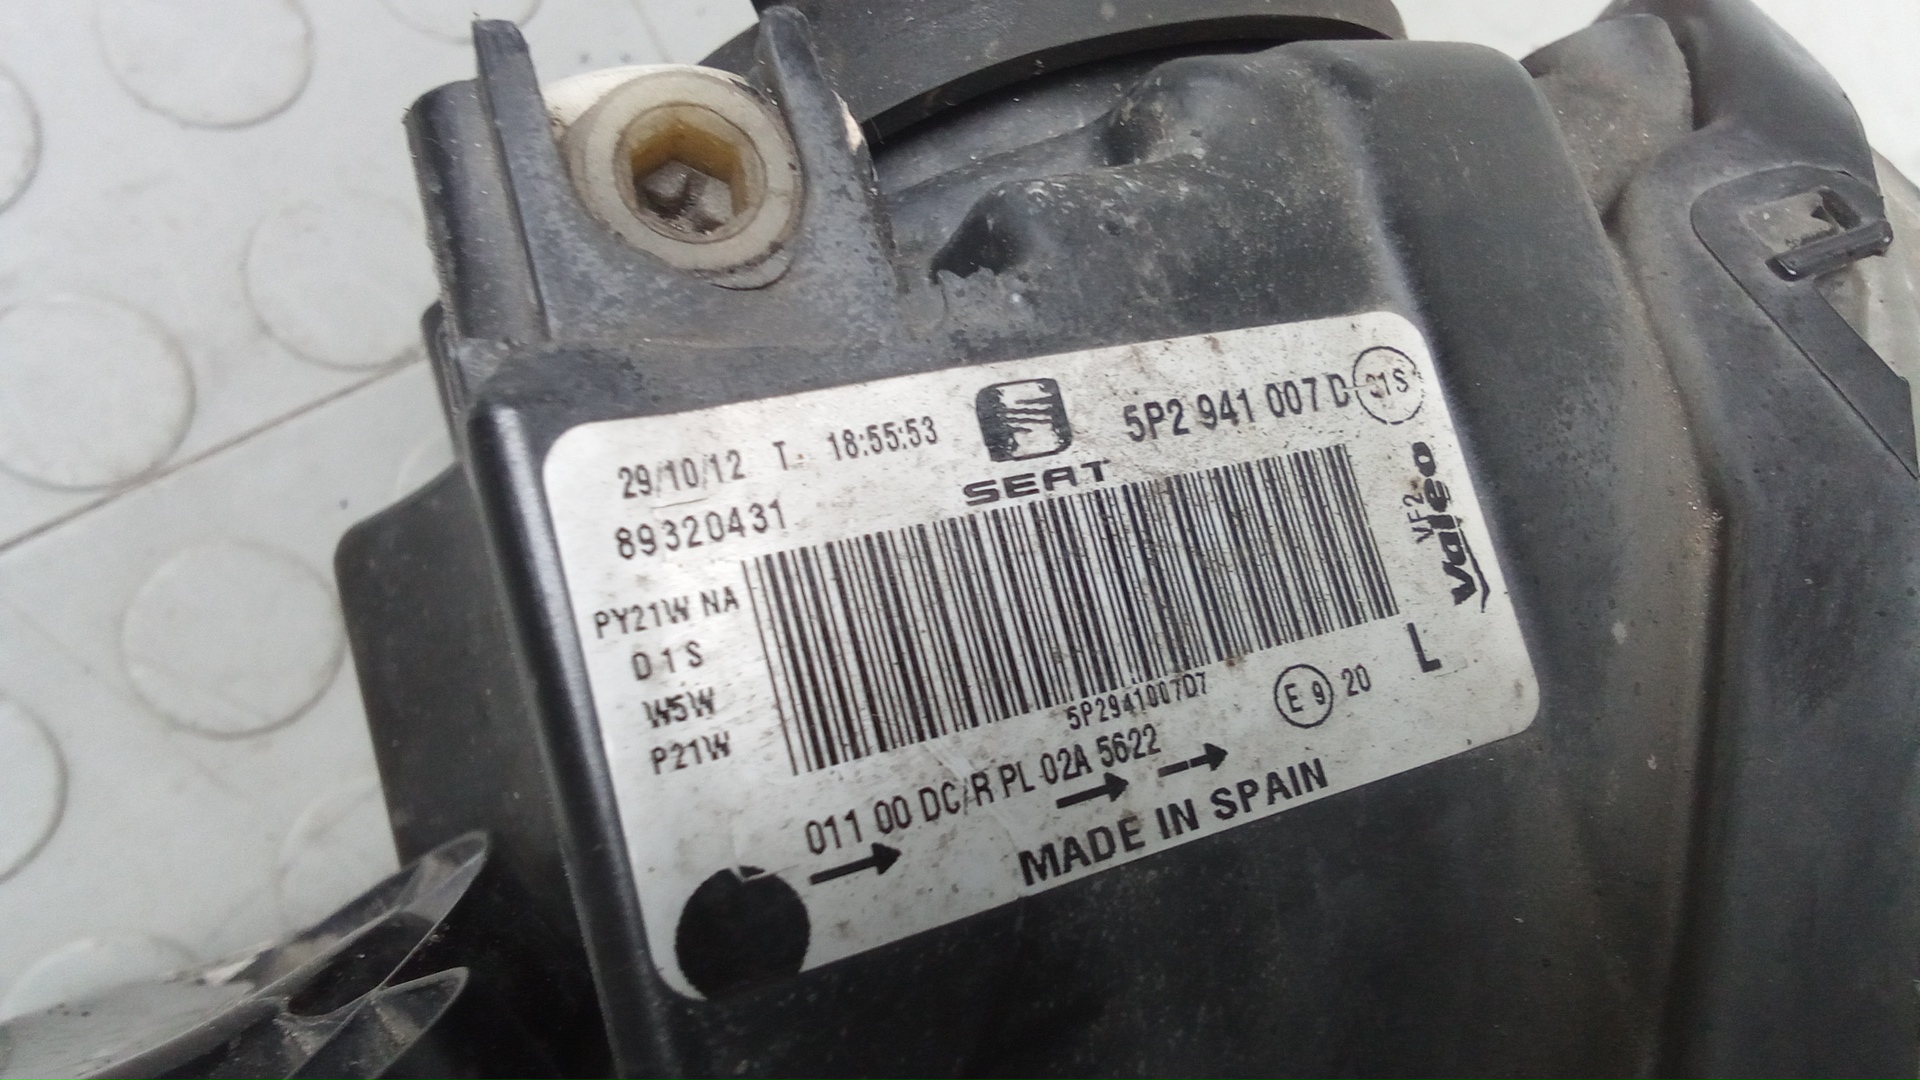 29/10/12 T. 18:55:53
SEAT
5P2 941 007 D
S
89320431
Valeo
VF2
PY21W NA
D1S
W5W
P21W
5P2941007D7
E 9 20
L
011 00 DC/R PL 02A 5622
MADE IN SPAIN